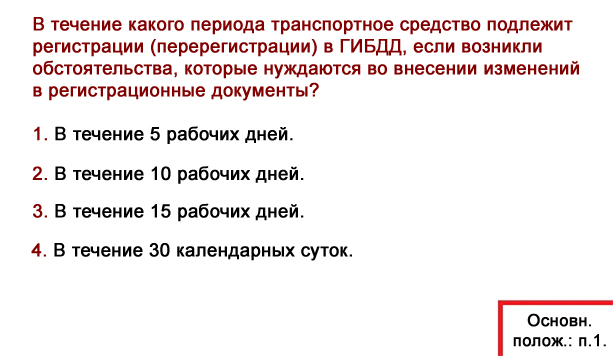 В течение какого периода транспортное средство подлежит
регистрации (перерегистрации) в ГИБДД, если возникли
обстоятельства, которые нуждаются во внесении изменений
в регистрационные документы?
1. В течение 5 рабочих дней.
2. В течение 10 рабочих дней.
3. В течение 15 рабочих дней.
4. В течение 30 календарных суток.
Основн.
полож.: п.1.